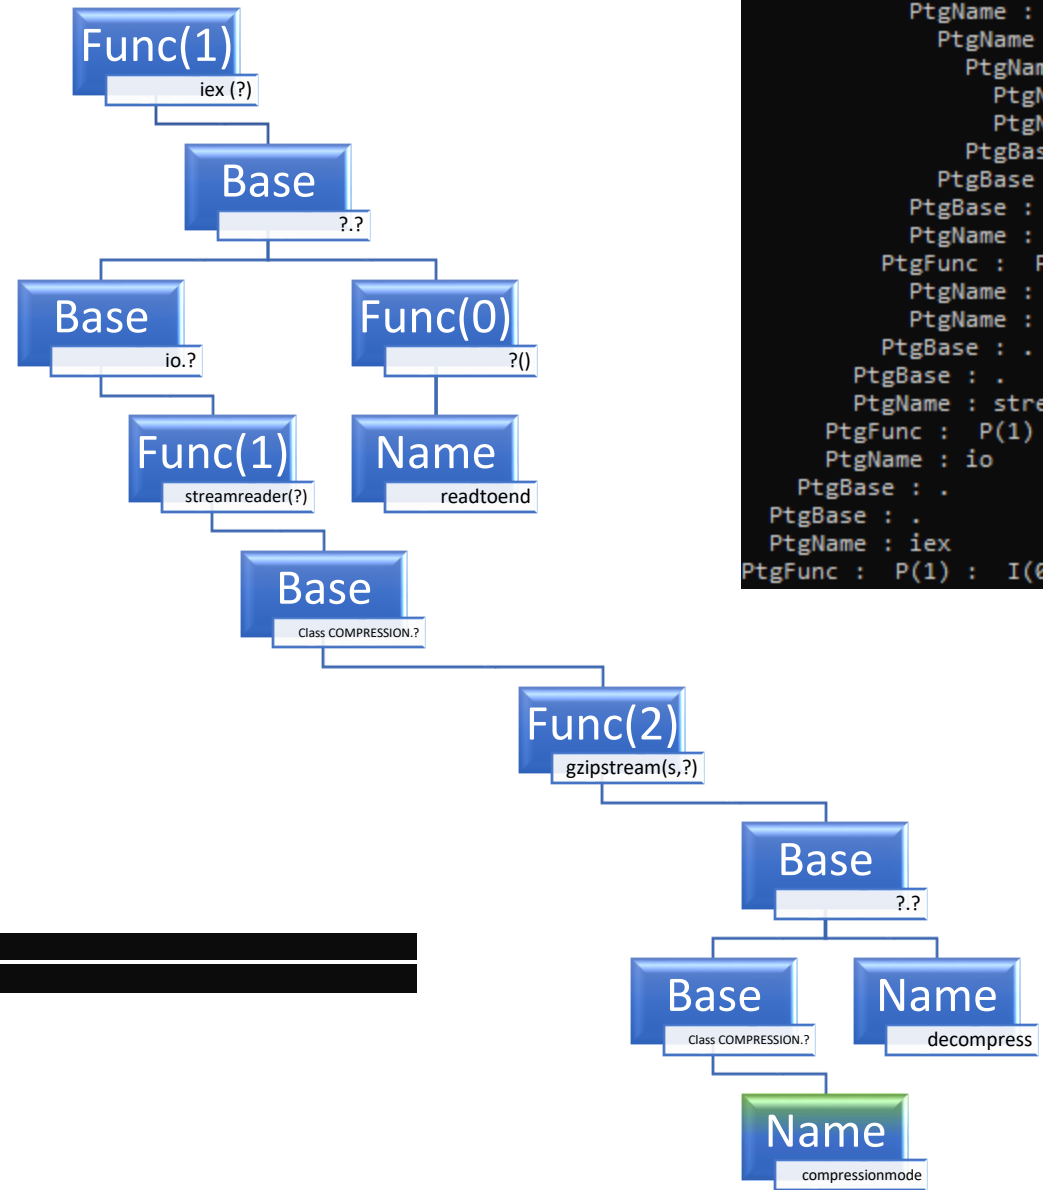 Func(1)
iex (?)
Base
?.?
Base
io.?
Func(0)
?()
Func(1)
streamreader(?)
Name
readtoend
Base
Class COMPRESSION.?
Func(2)
gzipstream(s,?)
Base
?.?
Base
Class COMPRESSION.?
Name
decompress
Name
compressionmode
PtgName :
PtgName
PtgBase
PtgBase :
PtgName :
PtgFunc :
PtgName :
PtgName :
PtgBase : .
PtgBase : .
PtgName :
PtgFunc : P(1)
PtgName : io
PtgBase : .
PtgBase : .
PtgName : iex
PtgFunc : P(1) :